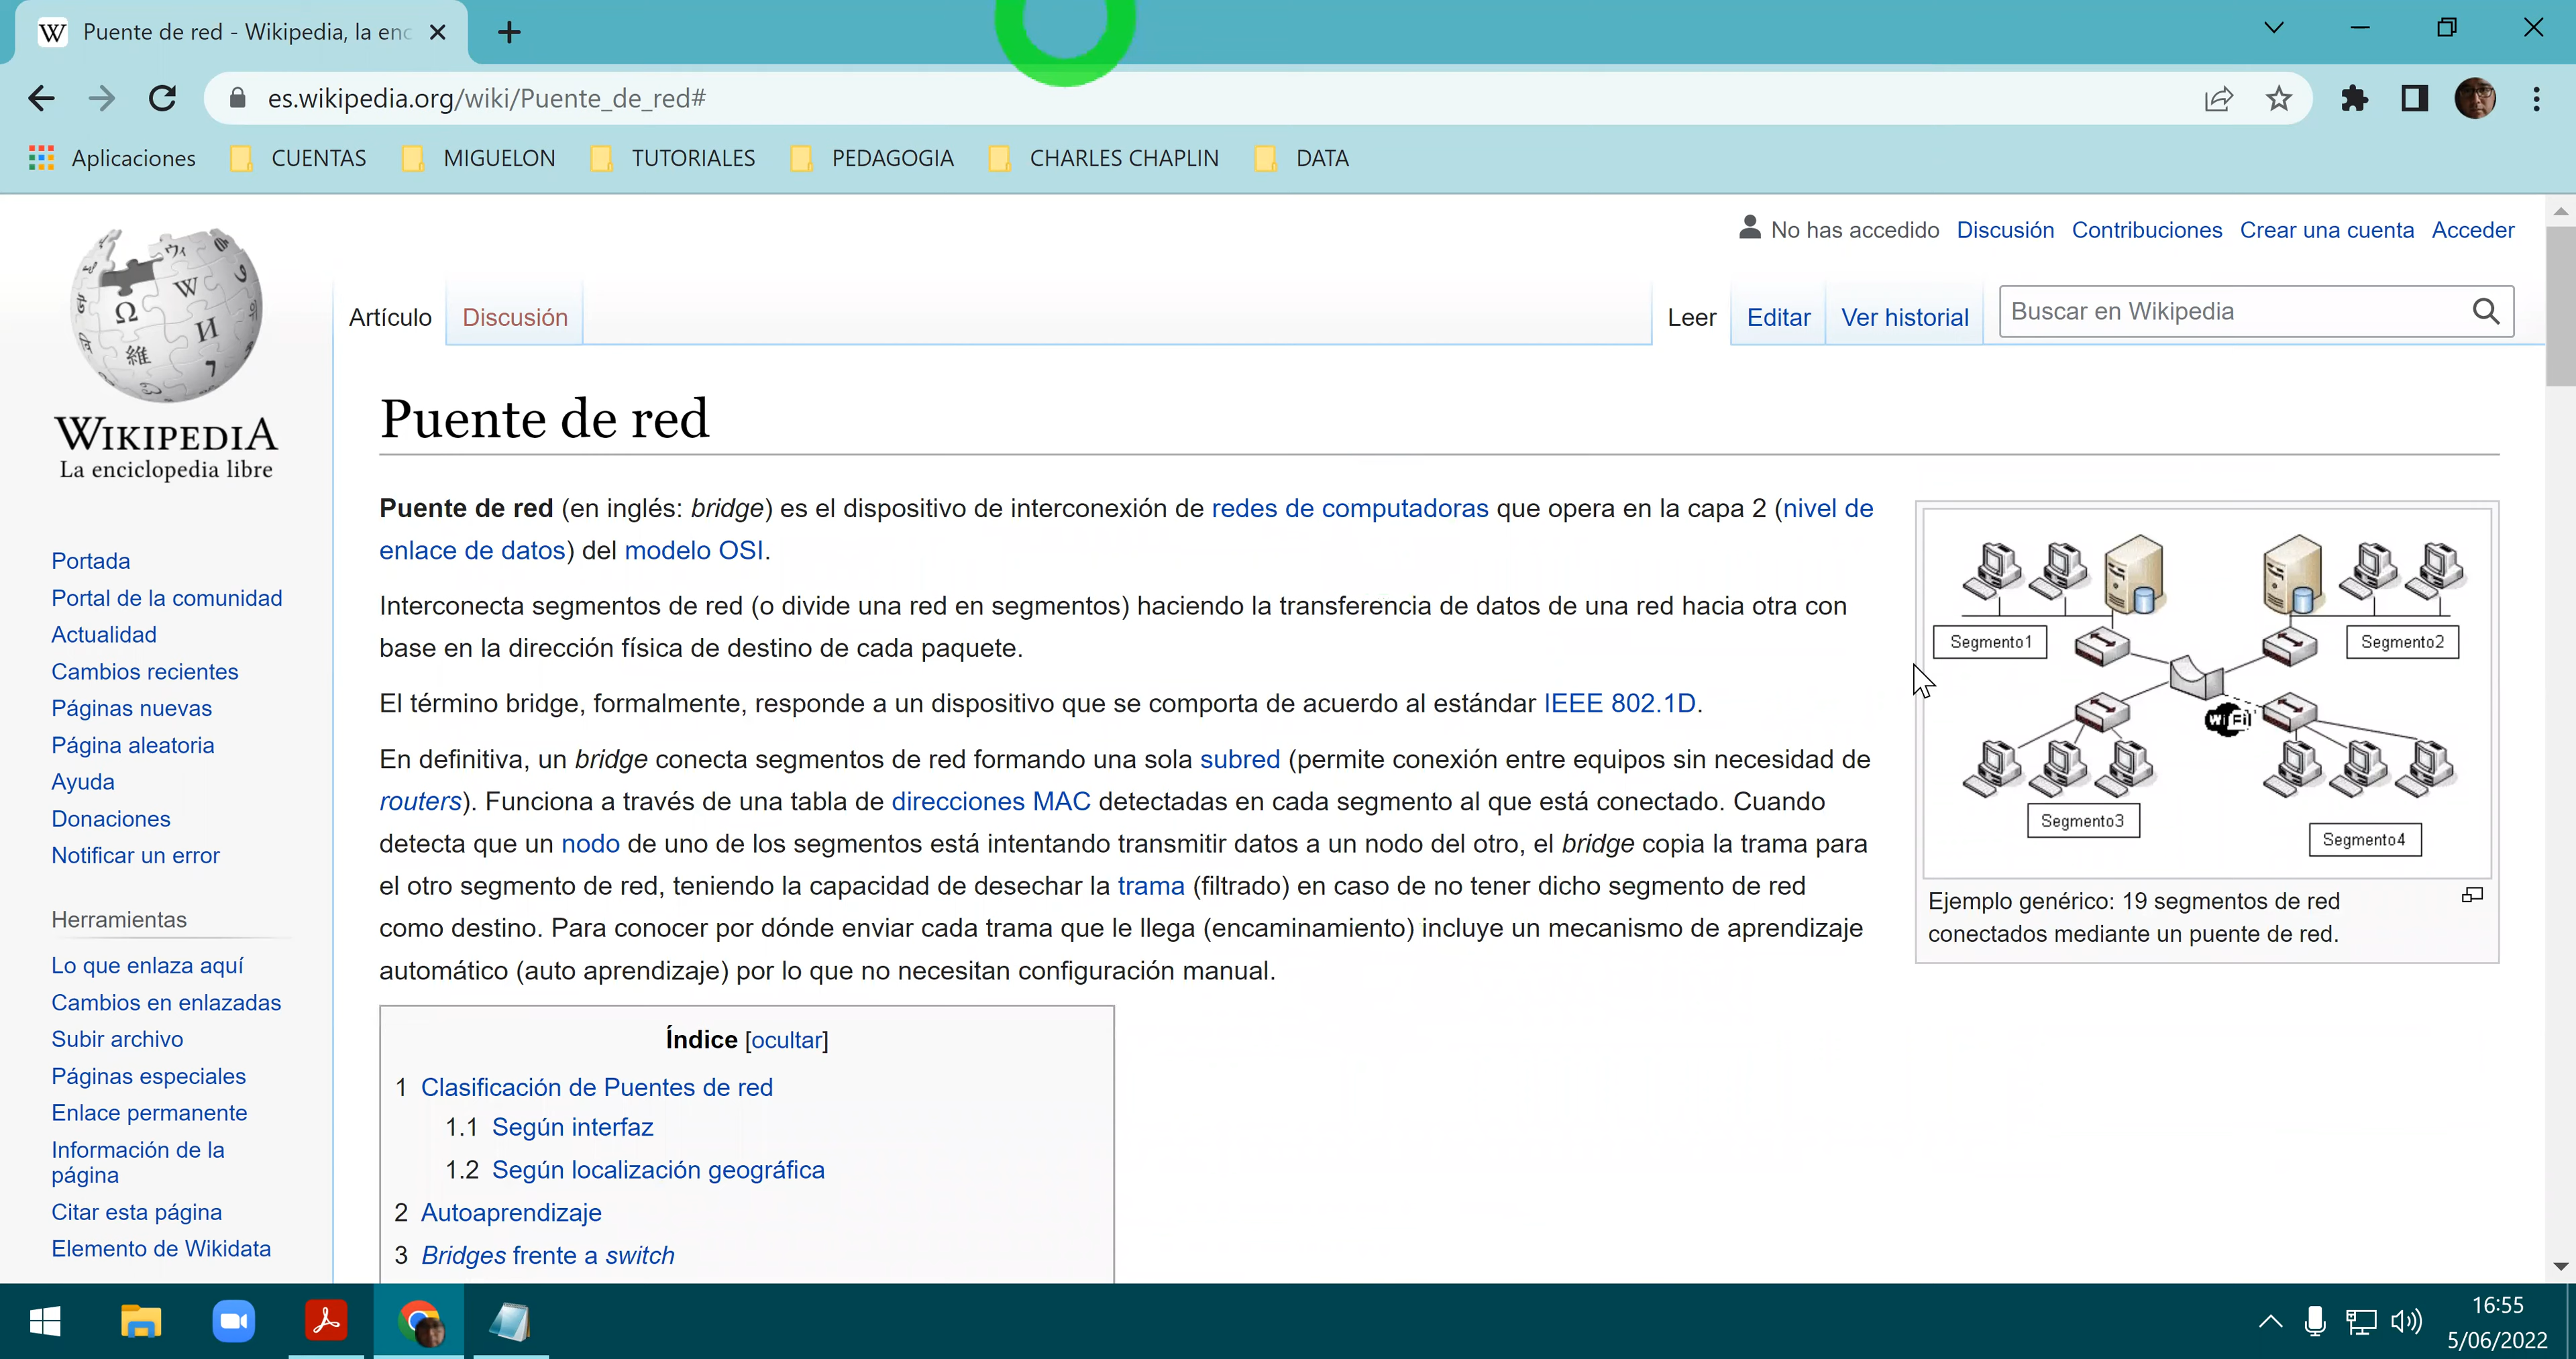 Puente de red - Wikipedia, la enc
es.wikipedia.org/wiki/Puente_de_red#
Aplicaciones CUENTAS MIGUELON TUTORIALES PEDAGOGIA CHARLES CHAPLIN DATA
No has accedido Discusión Contribuciones Crear una cuenta Acceder
Artículo Discusión Leer Editar Ver historial Buscar en Wikipedia
WIKIPEDIA
La enciclopedia libre
Portada
Portal de la comunidad
Actualidad
Cambios recientes
Páginas nuevas
Página aleatoria
Ayuda
Donaciones
Notificar un error
Herramientas
Lo que enlaza aquí
Cambios en enlazadas
Subir archivo
Páginas especiales
Enlace permanente
Información de la
página
Citar esta página
Elemento de Wikidata
Puente de red
Puente de red (en inglés: bridge) es el dispositivo de interconexión de redes de computadoras que opera en la capa 2 (nivel de
enlace de datos) del modelo OSI.
Interconecta segmentos de red (o divide una red en segmentos) haciendo la transferencia de datos de una red hacia otra con
base en la dirección física de destino de cada paquete.
El término bridge, formalmente, responde a un dispositivo que se comporta de acuerdo al estándar IEEE 802.1D.
En definitiva, un bridge conecta segmentos de red formando una sola subred (permite conexión entre equipos sin necesidad de
routers). Funciona a través de una tabla de direcciones MAC detectadas en cada segmento al que está conectado. Cuando
detecta que un nodo de uno de los segmentos está intentando transmitir datos a un nodo del otro, el bridge copia la trama para
el otro segmento de red, teniendo la capacidad de desechar la trama (filtrado) en caso de no tener dicho segmento de red
como destino. Para conocer por dónde enviar cada trama que le llega (encaminamiento) incluye un mecanismo de aprendizaje
automático (auto aprendizaje) por lo que no necesitan configuración manual.
Segmento1
Segmento2
WiFi
Segmento3
Segmento4
Ejemplo genérico: 19 segmentos de red
conectados mediante un puente de red.
Índice [ocultar]
1 Clasificación de Puentes de red
1.1 Según interfaz
1.2 Según localización geográfica
2 Autoaprendizaje
3 Bridges frente a switch
16:55
5/06/2022